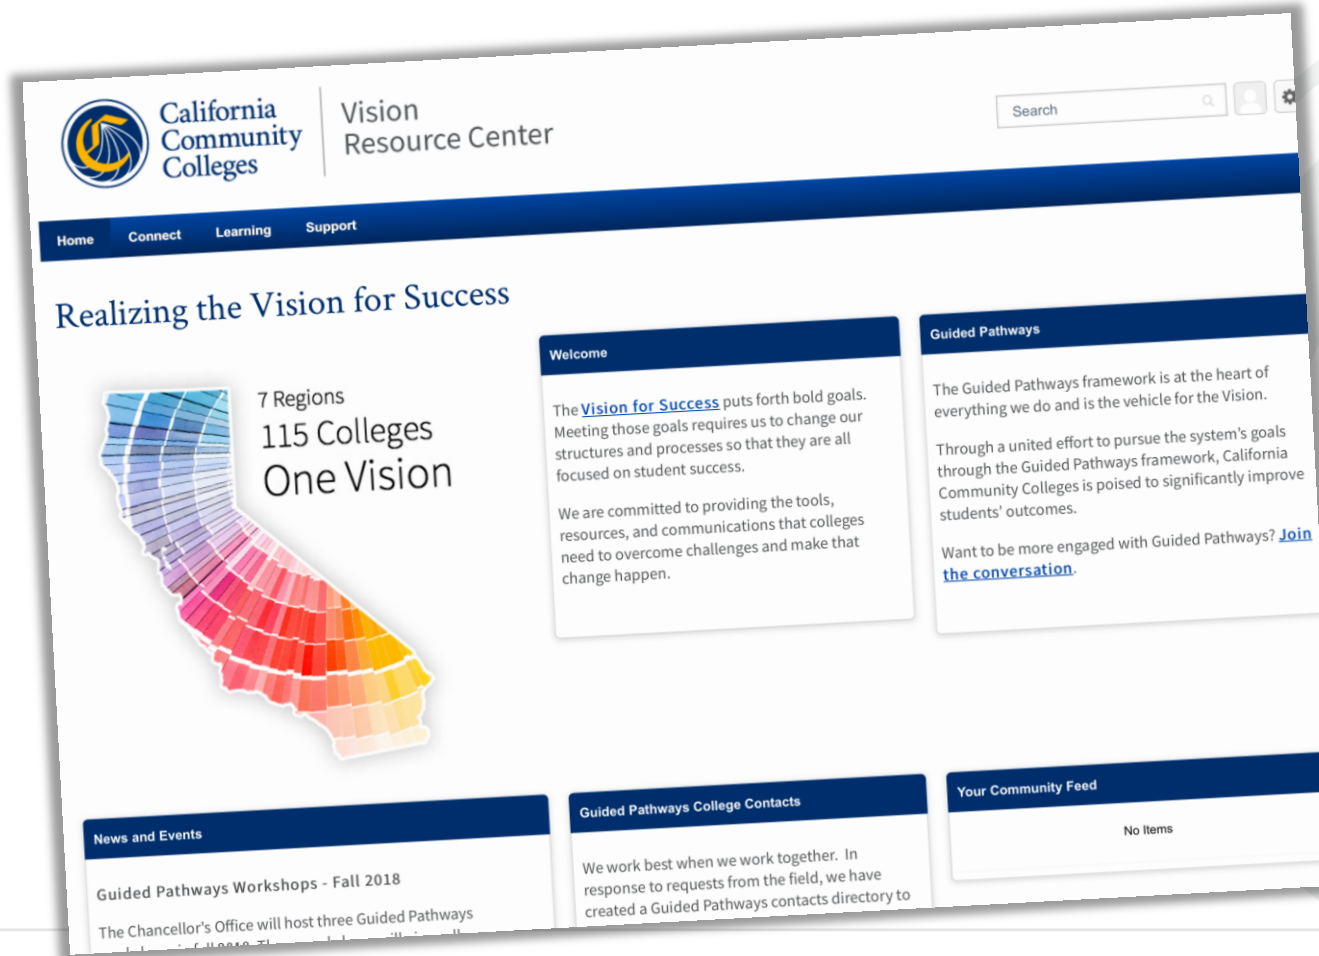 California
Community
Colleges
Vision
Resource Center
Search
Home
Connect
Learning
Support
Realizing the Vision for Success
7 Regions
115 Colleges
One Vision
Welcome
The Vision for Success puts forth bold goals.
Meeting those goals requires us to change our
structures and processes so that they are all
focused on student success.
We are committed to providing the tools,
resources, and communications that colleges
need to overcome challenges and make that
change happen.
Guided Pathways
The Guided Pathways framework is at the heart of
everything we do and is the vehicle for the Vision.
Through a united effort to pursue the system's goals
through the Guided Pathways framework, California
Community Colleges is poised to significantly improve
students' outcomes.
Want to be more engaged with Guided Pathways? Join
the conversation.
News and Events
Guided Pathways Workshops - Fall 2018
The Chancellor's Office will host three Guided Pathways
Guided Pathways College Contacts
We work best when we work together. In
response to requests from the field, we have
created a Guided Pathways contacts directory to
Your Community Feed
No Items